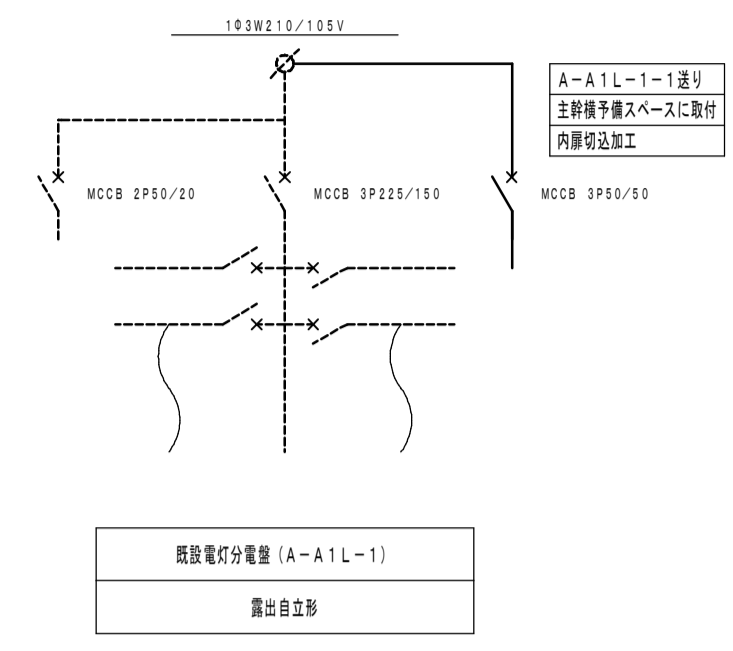 1Φ3W210/105V
A-A1L-1-1送り
主幹横予備スペースに取付
内扉切込加工
MCCB 2P50/20
MCCB 3P225/150
MCCB 3P50/50
既設電灯分電盤(A-A1L-1)
露出自立形